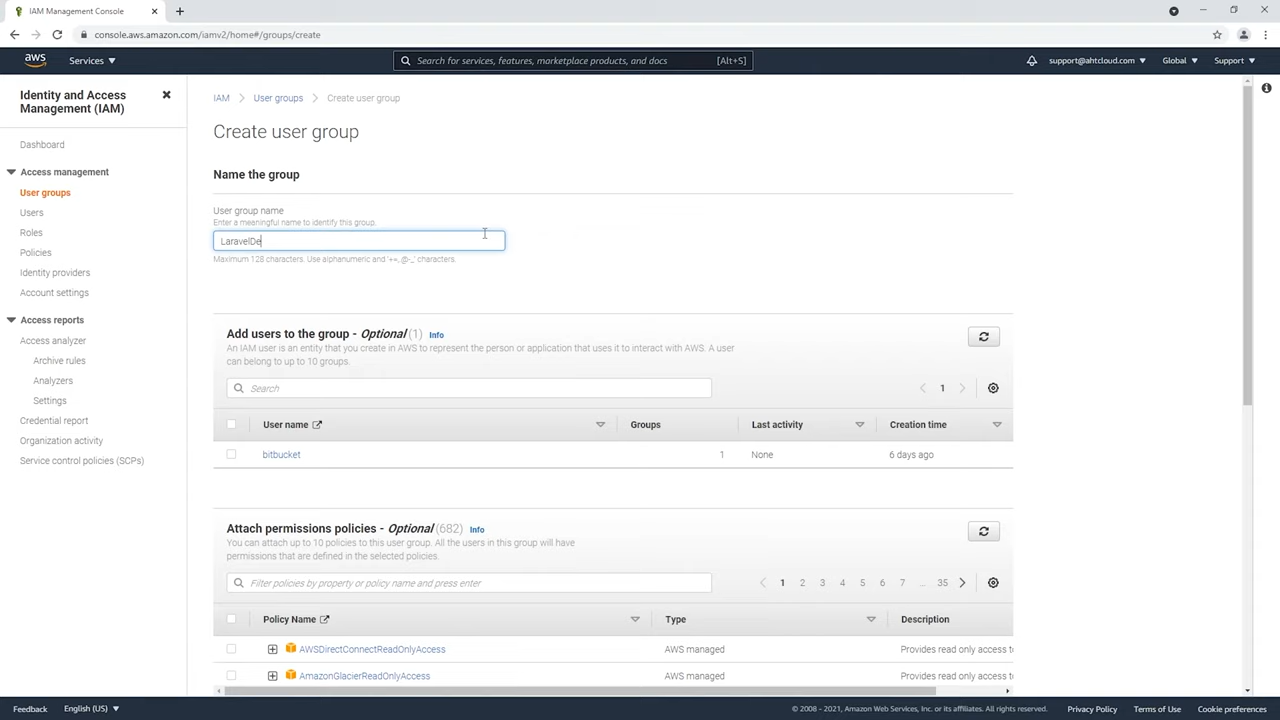 IAM Management Console
console.aws.amazon.com/iamv2/home#/groups/create
aws
Services
Search for services, features, marketplace products, and docs
[Alt+S]
support@ahtcloud.com
Global
Support
Identity and Access
Management (IAM)
Dashboard
Access management
User groups
Users
Roles
Policies
Identity providers
Account settings
Access reports
Access analyzer
Archive rules
Analyzers
Settings
Credential report
Organization activity
Service control policies (SCPs)
IAM
User groups
Create user group
Create user group
Name the group
User group name
Enter a meaningful name to identify this group.
LaravelDe
Maximum 128 characters. Use alphanumeric and '+=,.@-_' characters.
Add users to the group - Optional (1) Info
An IAM user is an entity that you create in AWS to represent the person or application that uses it to interact with AWS. A user
can belong to up to 10 groups.
Search
1
User name
Groups
Last activity
Creation time
bitbucket
1
None
6 days ago
Attach permissions policies - Optional (682) Info
You can attach up to 10 policies to this user group. All the users in this group will have
permissions that are defined in the selected policies.
Filter policies by property or policy name and press enter
1 2 3 4 5 6 7 ... 35
Policy Name
Type
Description
AWSDirectConnectReadOnlyAccess
AWS managed
Provides read only access to
AmazonGlacierReadOnlyAccess
AWS managed
Provides read only access to
Feedback
English (US)
© 2008 - 2021, Amazon Web Services, Inc. or its affiliates. All rights reserved.
Privacy Policy
Terms of Use
Cookie preferences